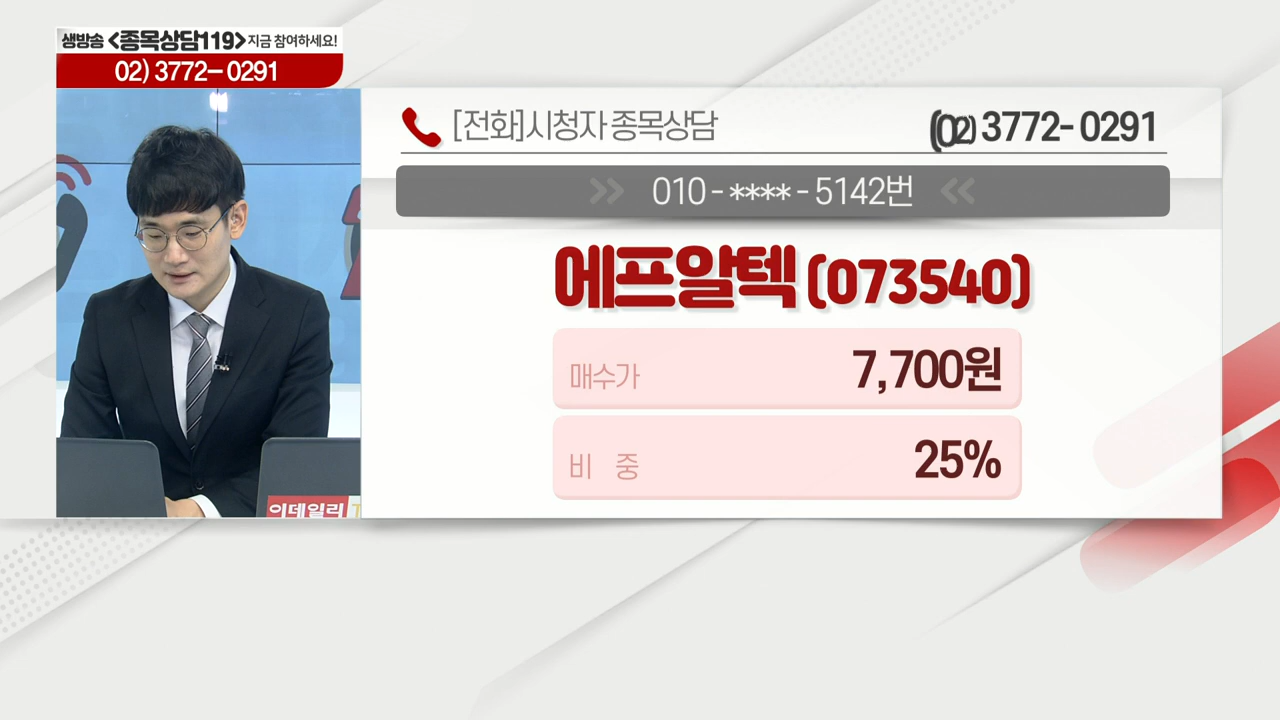 생방송 <종목상담119> 지금 참여하세요!
02) 3772-0291
[전화]시청자 종목상담
(02) 3772-0291
010-****-5142번
에프알텍 (073540)
매수가 7,700원
비 중 25%
이데일리 T